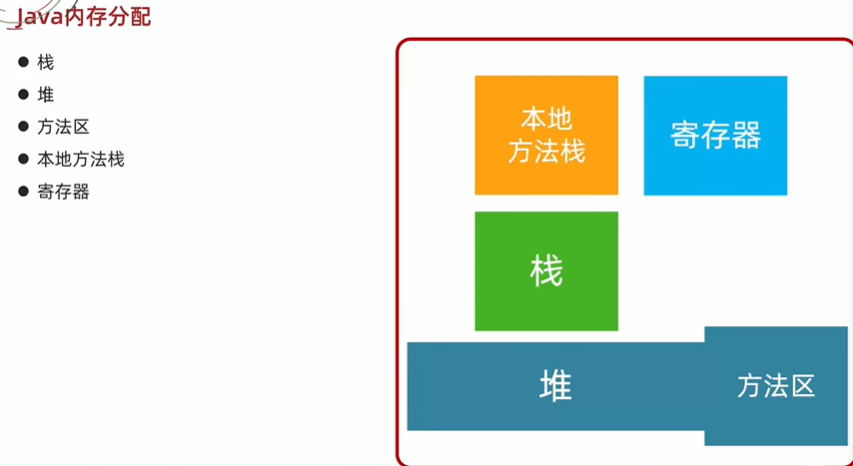 Java内存分配
● 栈
● 堆
● 方法区
● 本地方法栈
● 寄存器
本地
方法栈
寄存器
栈
堆
方法区